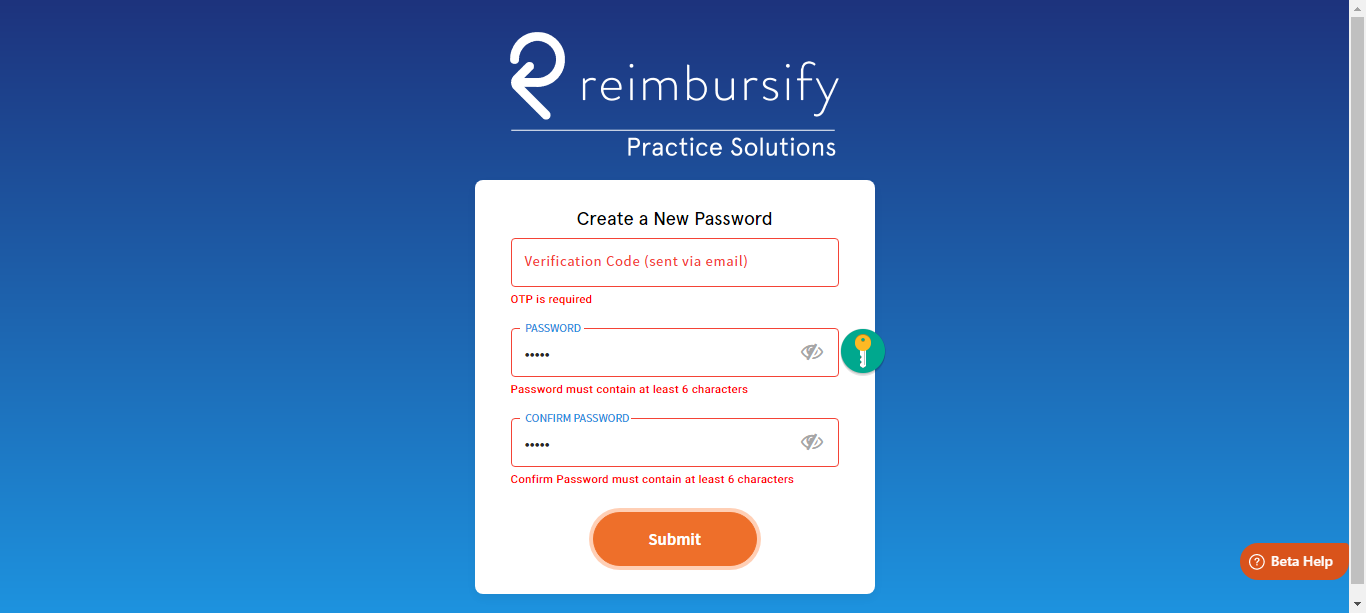 reimbursify
Practice Solutions
Create a New Password
Verification Code (sent via email)
OTP is required
PASSWORD
•••••
Password must contain at least 6 characters
CONFIRM PASSWORD
•••••
Confirm Password must contain at least 6 characters
Submit
? Beta Help